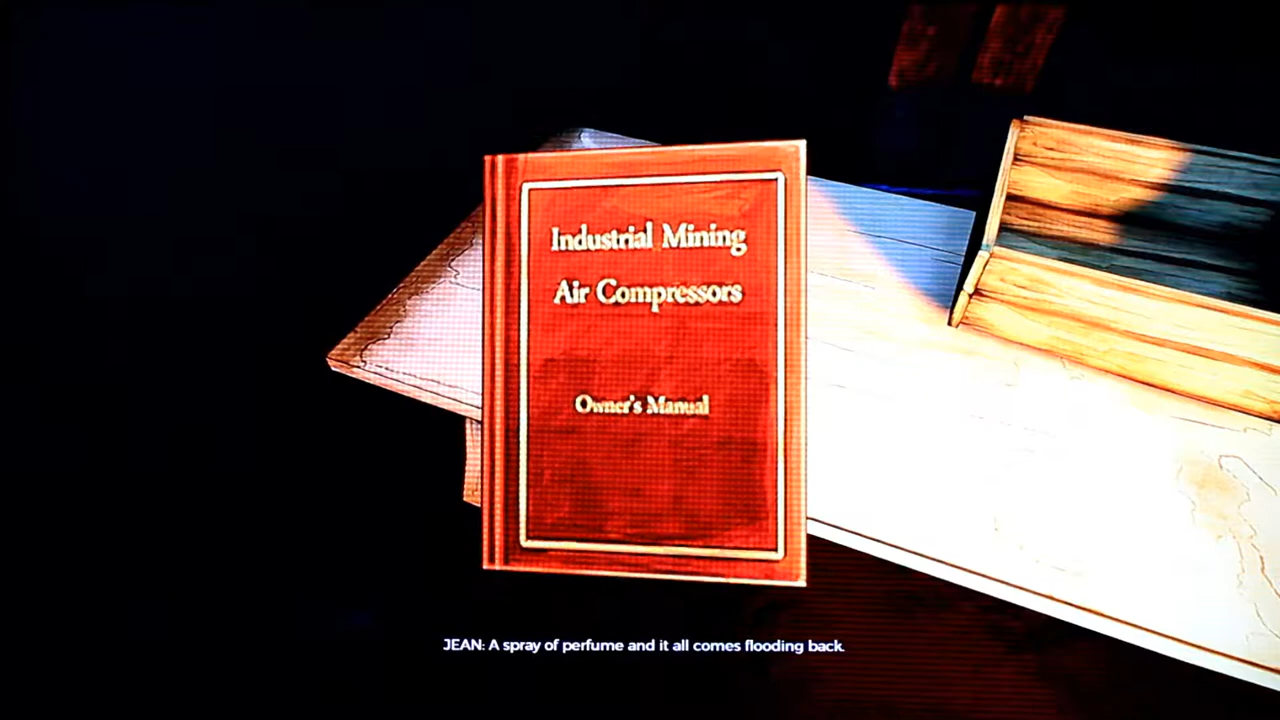 Industrial Mining
Air Compressors
Owner's Manual
JEAN: A spray of perfume and it all comes flooding back.